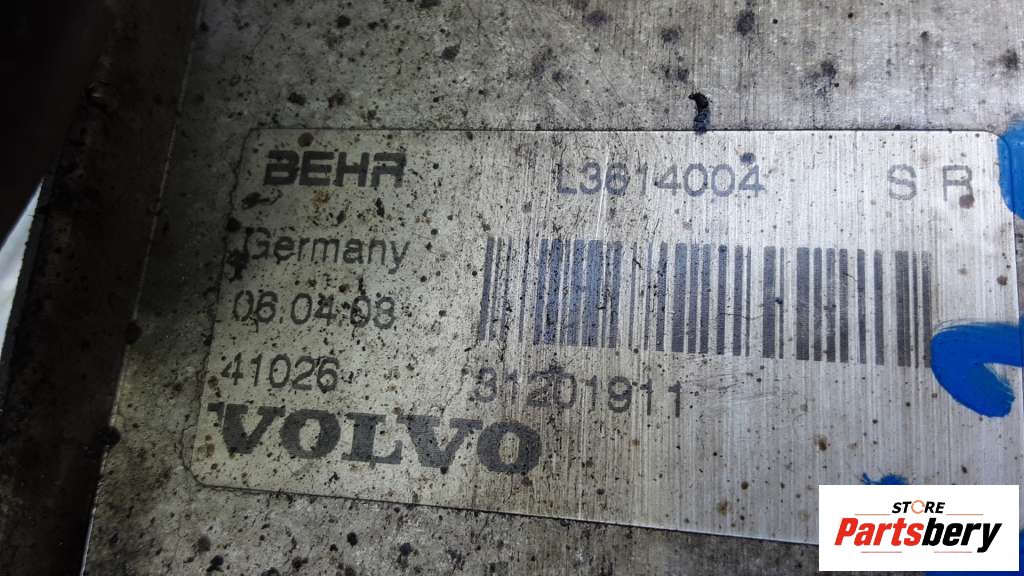 BEHR L3614004 S R
Germany
06.04.08
41026 31201911
VOLVO
STORE
Partsbery